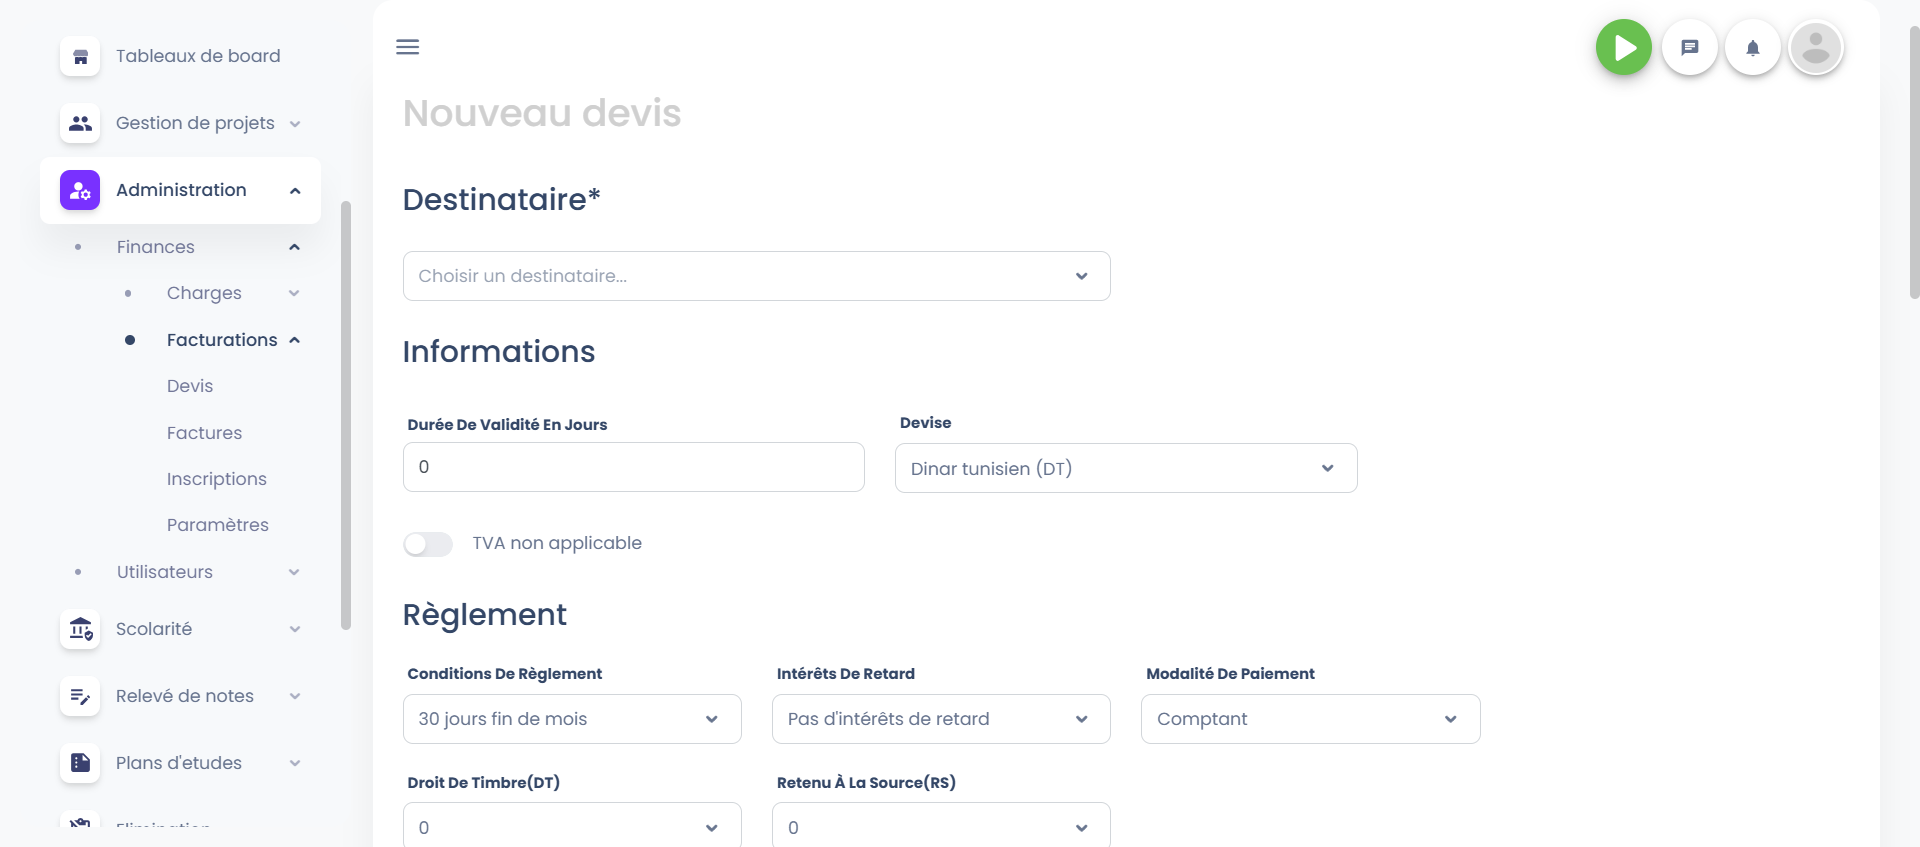 Tableaux de board
Gestion de projets
Administration
Finances
Charges
Facturations
Devis
Factures
Inscriptions
Paramètres
Utilisateurs
Scolarité
Relevé de notes
Plans d'etudes
Elimination
Nouveau devis
Destinataire*
Choisir un destinataire...
Informations
Durée De Validité En Jours
Devise
0
Dinar tunisien (DT)
TVA non applicable
Règlement
Conditions De Règlement
Intérêts De Retard
Modalité De Paiement
30 jours fin de mois
Pas d'intérêts de retard
Comptant
Droit De Timbre(DT)
Retenu À La Source(RS)
0
0